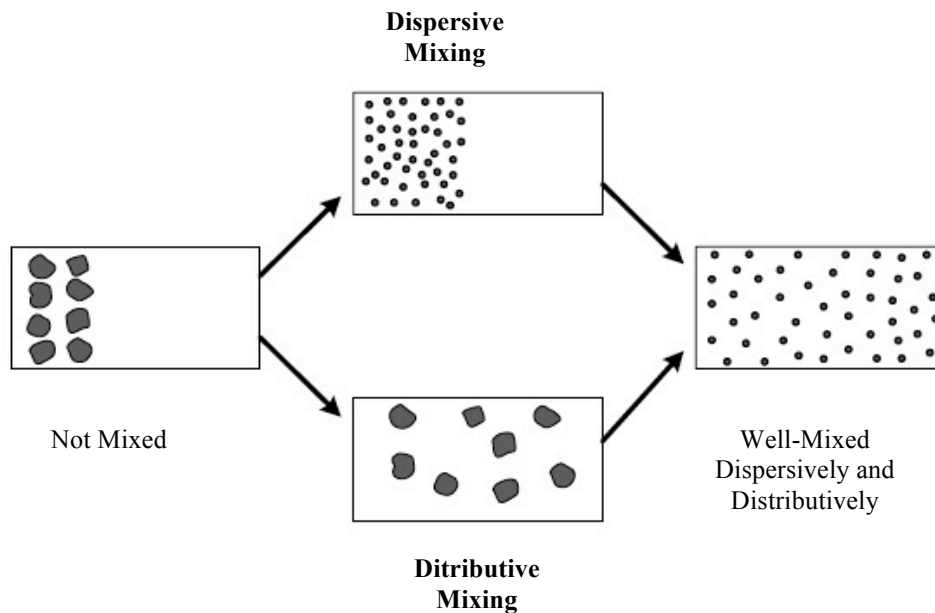 Dispersive
Mixing
Not Mixed
Well-Mixed
Dispersively and
Distributively
Ditributive
Mixing